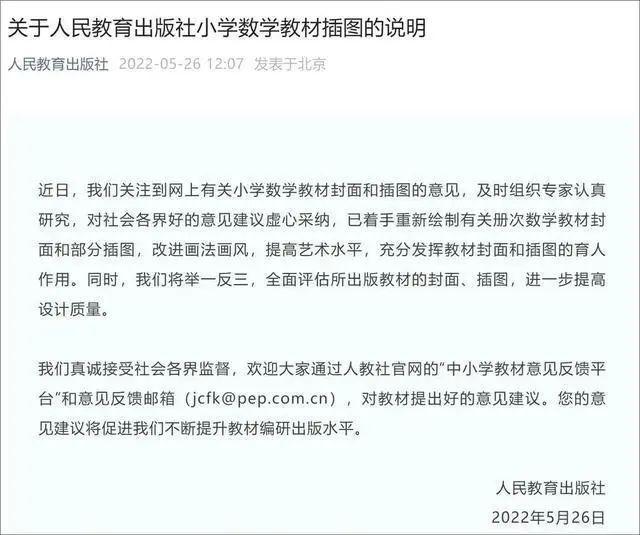 关于人民教育出版社小学数学教材插图的说明
人民教育出版社 2022-05-26 12:07 发表于北京
近日，我们关注到网上有关小学数学教材封面和插图的意见，及时组织专家认真
研究，对社会各界好的意见建议虚心采纳，已着手重新绘制有关册次数学教材封
面和部分插图，改进画法画风，提高艺术水平，充分发挥教材封面和插图的育人
作用。同时，我们将举一反三，全面评估所出版教材的封面、插图，进一步提高
设计质量。
我们真诚接受社会各界监督，欢迎大家通过人教社官网的“中小学教材意见反馈平
台”和意见反馈邮箱（jcfk@pep.com.cn），对教材提出好的意见建议。您的意
见建议将促进我们不断提升教材编研出版水平。
人民教育出版社
2022年5月26日